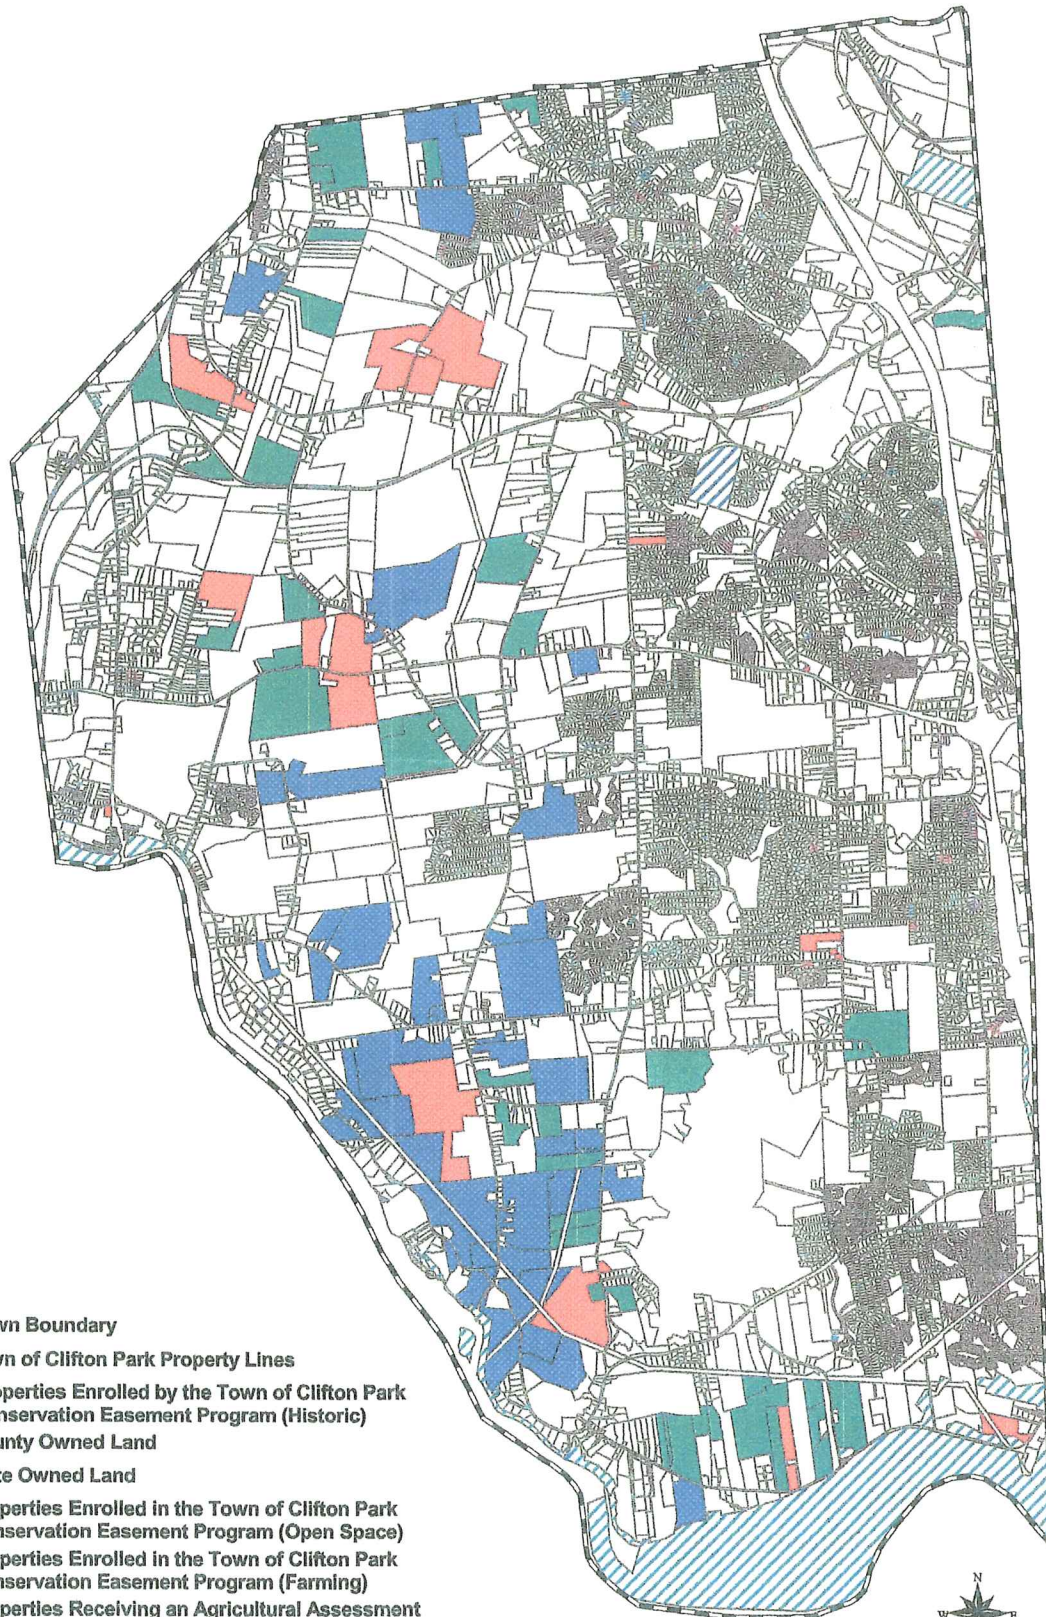 wn Boundary
wn of Clifton Park Property Lines
operties Enrolled by the Town of Clifton Park
nservation Easement Program (Historic)
unty Owned Land
te Owned Land
perties Enrolled in the Town of Clifton Park
nservation Easement Program (Open Space)
perties Enrolled in the Town of Clifton Park
nservation Easement Program (Farming)
perties Receiving an Agricultural Assessment
N
W E